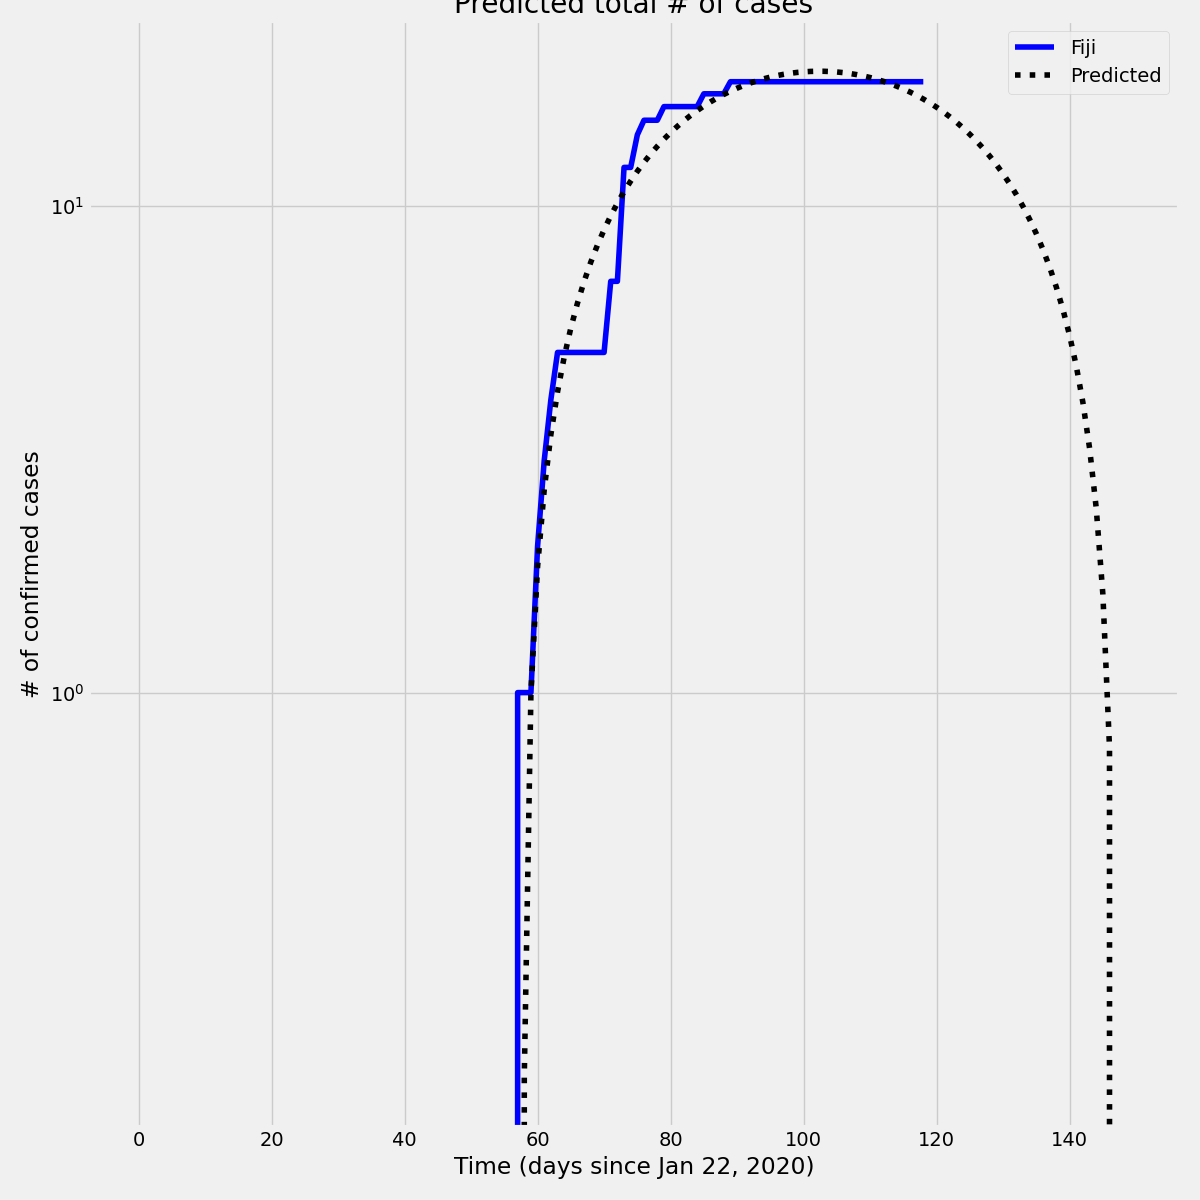 Predicted total # of cases
Fiji
Predicted
10¹
10⁰
# of confirmed cases
0 20 40 60 80 100 120 140
Time (days since Jan 22, 2020)